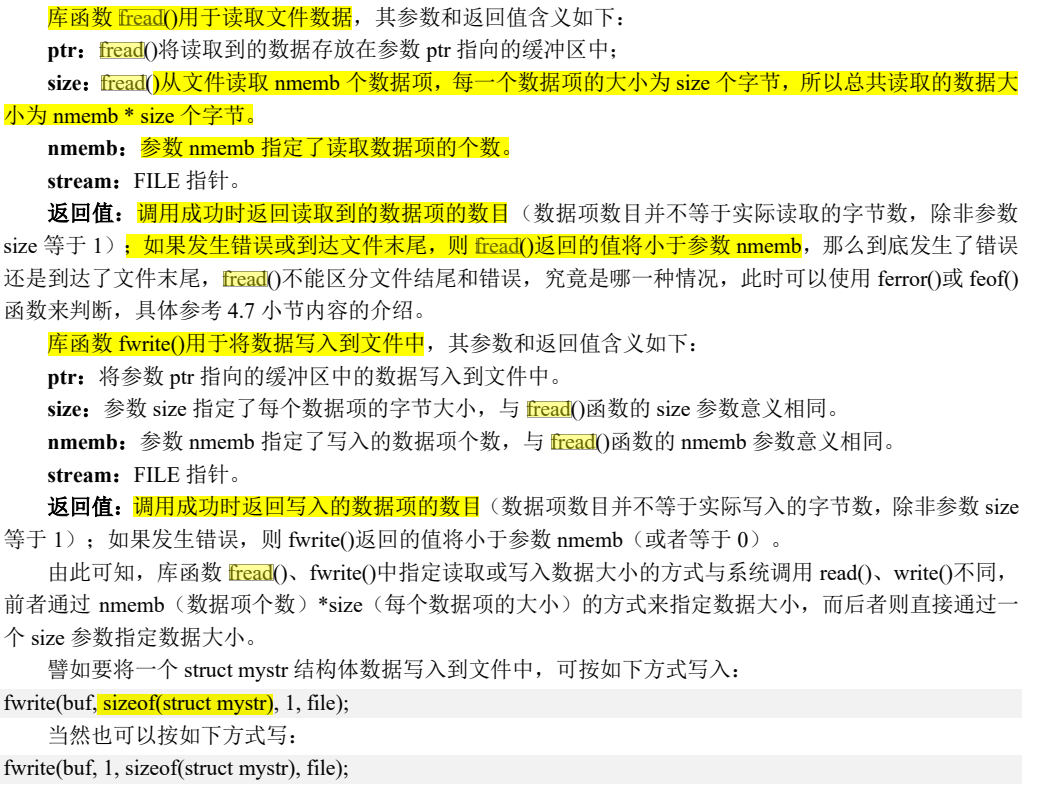 库函数 fread()用于读取文件数据，其参数和返回值含义如下：
ptr：fread()将读取到的数据存放在参数 ptr 指向的缓冲区中；
size：fread()从文件读取 nmemb 个数据项，每一个数据项的大小为 size 个字节，所以总共读取的数据大
小为 nmemb * size 个字节。
nmemb：参数 nmemb 指定了读取数据项的个数。
stream：FILE 指针。
返回值：调用成功时返回读取到的数据项的数目（数据项数目并不等于实际读取的字节数，除非参数
size 等于 1）；如果发生错误或到达文件末尾，则 fread()返回的值将小于参数 nmemb，那么到底发生了错误
还是到达了文件末尾，fread()不能区分文件结尾和错误，究竟是哪一种情况，此时可以使用 ferror()或 feof()
函数来判断，具体参考 4.7 小节内容的介绍。
库函数 fwrite()用于将数据写入到文件中，其参数和返回值含义如下：
ptr：将参数 ptr 指向的缓冲区中的数据写入到文件中。
size：参数 size 指定了每个数据项的字节大小，与 fread()函数的 size 参数意义相同。
nmemb：参数 nmemb 指定了写入的数据项个数，与 fread()函数的 nmemb 参数意义相同。
stream：FILE 指针。
返回值：调用成功时返回写入的数据项的数目（数据项数目并不等于实际写入的字节数，除非参数 size
等于 1）；如果发生错误，则 fwrite()返回的值将小于参数 nmemb（或者等于 0）。
由此可知，库函数 fread()、fwrite()中指定读取或写入数据大小的方式与系统调用 read()、write()不同，
前者通过 nmemb（数据项个数）*size（每个数据项的大小）的方式来指定数据大小，而后者则直接通过一
个 size 参数指定数据大小。
譬如要将一个 struct mystr 结构体数据写入到文件中，可按如下方式写入：
fwrite(buf, sizeof(struct mystr), 1, file);
当然也可以按如下方式写：
fwrite(buf, 1, sizeof(struct mystr), file);